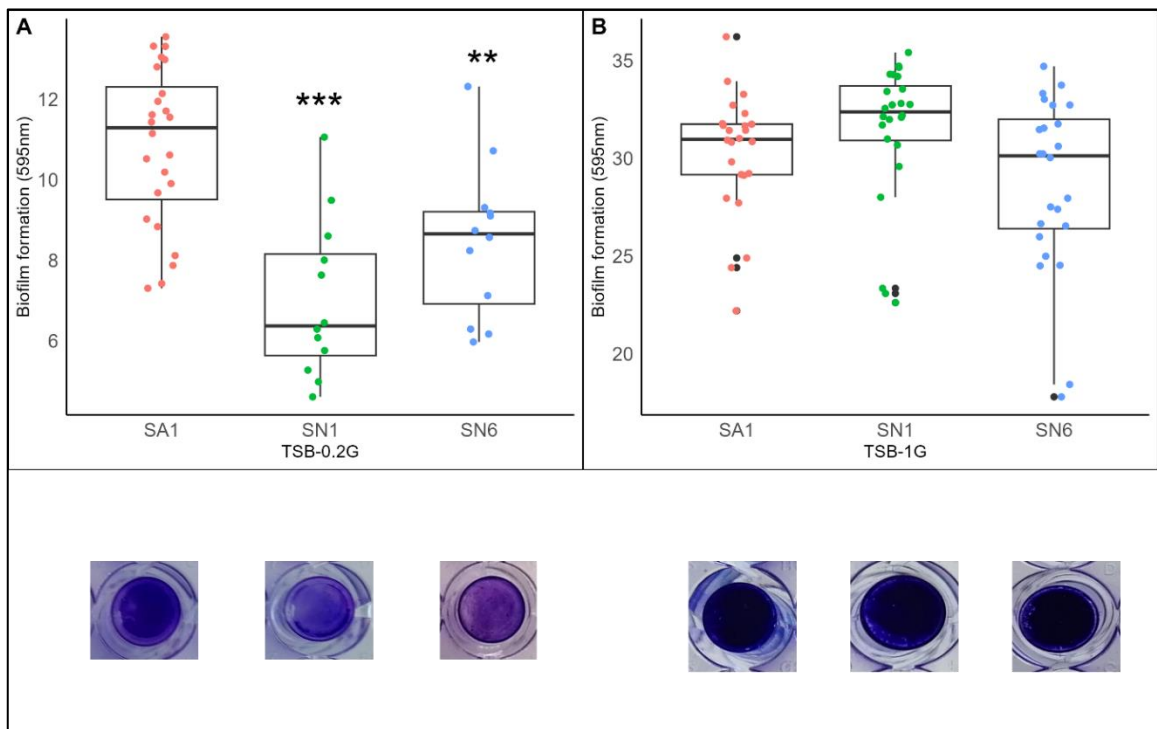 A
Biofilm formation (595nm)
12
10
8
6
***
**
SA1
SN1
SN6
TSB-0.2G
B
Biofilm formation (595nm)
35
30
25
20
SA1
SN1
SN6
TSB-1G